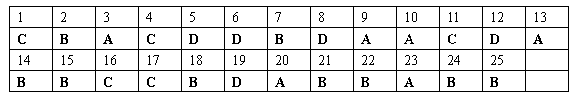 1 2 3 4 5 6 7 8 9 10 11 12 13
C B A C D D B D A A C D A
14 15 16 17 18 19 20 21 22 23 24 25
B B C C B D A B B A B B